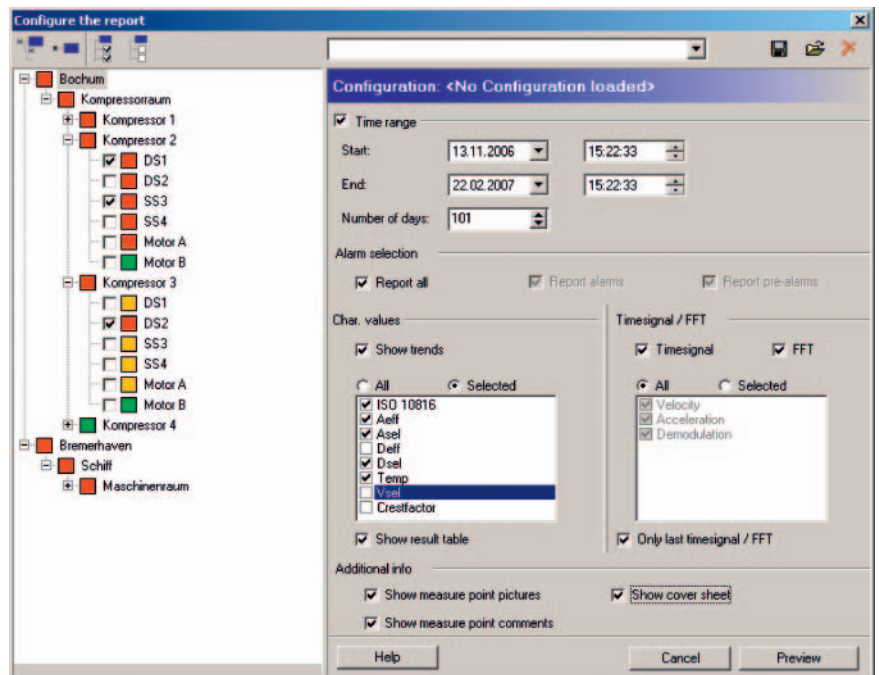 Configure the report
Bochum
Kompressorraum
Kompressor 1
Kompressor 2
DS1
DS2
SS3
SS4
Motor A
Motor B
Kompressor 3
DS1
DS2
SS3
SS4
Motor A
Motor B
Kompressor 4
Bremerhaven
Schiff
Maschinenraum
Configuration: <No Configuration loaded>
Time range
Start: 13.11.2006 15:22:33
End: 22.02.2007 15:22:33
Number of days: 101
Alarm selection
Report all Report alarms Report pre-alarms
Char. values
Show trends
All Selected
ISO 10816
Aeff
Asel
Deff
Dsel
Temp
Vsel
Crestfactor
Show result table
Timesignal / FFT
Timesignal FFT
All Selected
Velocity
Acceleration
Demodulation
Only last timesignal / FFT
Additional info
Show measure point pictures Show cover sheet
Show measure point comments
Help Cancel Preview